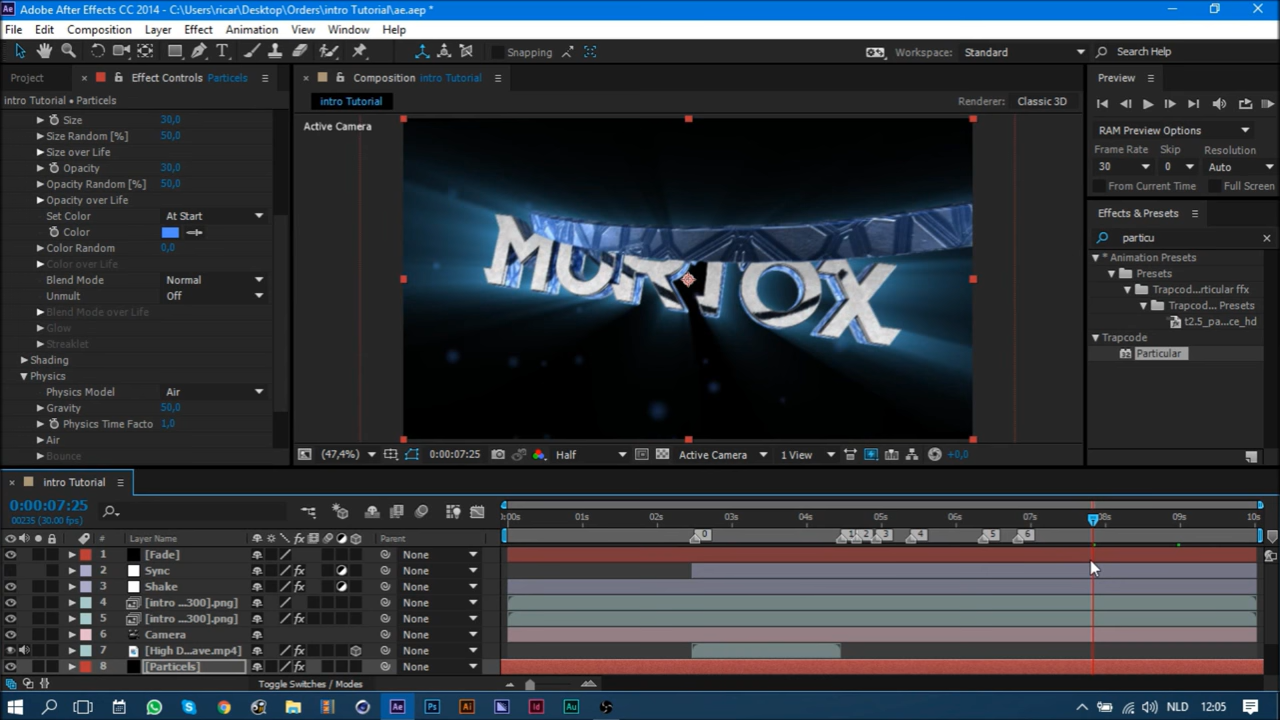 Adobe After Effects CC 2014 - C:\Users\ricar\Desktop\Orders\intro Tutorial\ae.aep *
File Edit Composition Layer Effect Animation View Window Help
Snapping
Workspace: Standard
Search Help
Project
Effect Controls Particels
Composition intro Tutorial
Preview
intro Tutorial • Particels
intro Tutorial
Renderer: Classic 3D
Size 30,0
Size Random [%] 50,0
Size over Life
Opacity 30,0
Opacity Random [%] 50,0
Opacity over Life
Set Color At Start
Color
Color Random 0,0
Color over Life
Blend Mode Normal
Unmult Off
Blend Mode over Life
Glow
Streaklet
Shading
Physics
Physics Model Air
Gravity 50,0
Physics Time Facto 1,0
Air
Bounce
Active Camera
RAM Preview Options
Frame Rate Skip Resolution
30 0 Auto
From Current Time Full Screen
Effects & Presets
particu
* Animation Presets
Presets
Trapcod...rticular ffx
Trapcod... Presets
t2.5_pa...ce_hd
Trapcode
Particular
(47,4%) 0:00:07:25 Half Active Camera 1 View +0,0
intro Tutorial
0:00:07:25
00235 (30.00 fps)
:00s 01s 02s 03s 04s 05s 06s 07s 08s 09s 10s
# Layer Name Parent
0 1 2 3 4 5 6
1 [Fade] None
2 Sync None
3 Shake None
4 [intro ...300].png] None
5 [intro ...300].png] None
6 Camera None
7 [High D...ave.mp4] None
8 [Particels] None
Toggle Switches / Modes
NLD 12:05